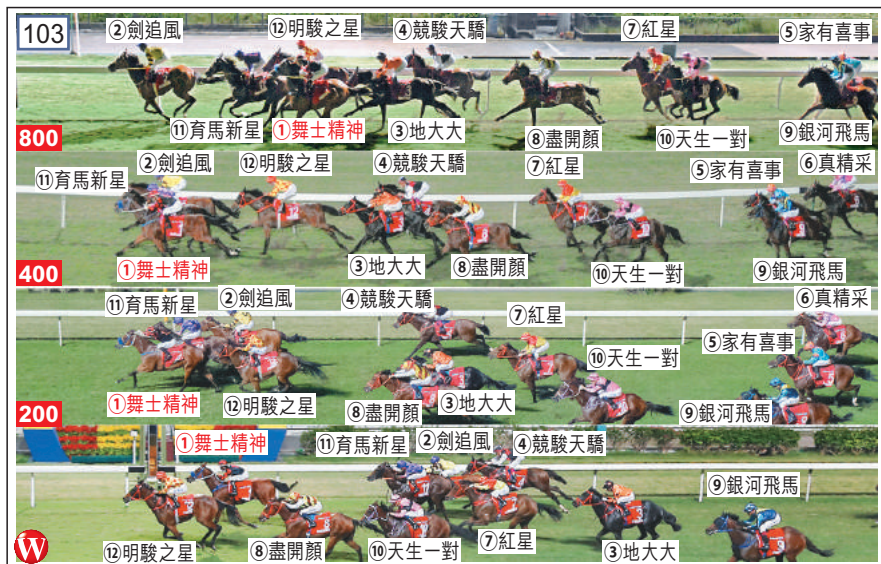 103
②劍追風 ⑫明駿之星 ④競駿天驕 ⑦紅星 ⑤家有喜事
800 ⑪育馬新星 ①舞士精神 ③地大大 ⑧盡開顏 ⑩天生一對 ⑨銀河飛馬
⑪育馬新星 ②劍追風 ⑫明駿之星 ④競駿天驕 ⑦紅星 ⑤家有喜事 ⑥真精采
400 ①舞士精神 ③地大大 ⑧盡開顏 ⑩天生一對 ⑨銀河飛馬
⑪育馬新星 ②劍追風 ④競駿天驕 ⑦紅星 ⑩天生一對 ⑤家有喜事 ⑥真精采
200 ①舞士精神 ⑫明駿之星 ⑧盡開顏 ③地大大 ⑨銀河飛馬
①舞士精神 ⑪育馬新星 ②劍追風 ④競駿天驕 ⑨銀河飛馬
W ⑫明駿之星 ⑧盡開顏 ⑩天生一對 ⑦紅星 ③地大大